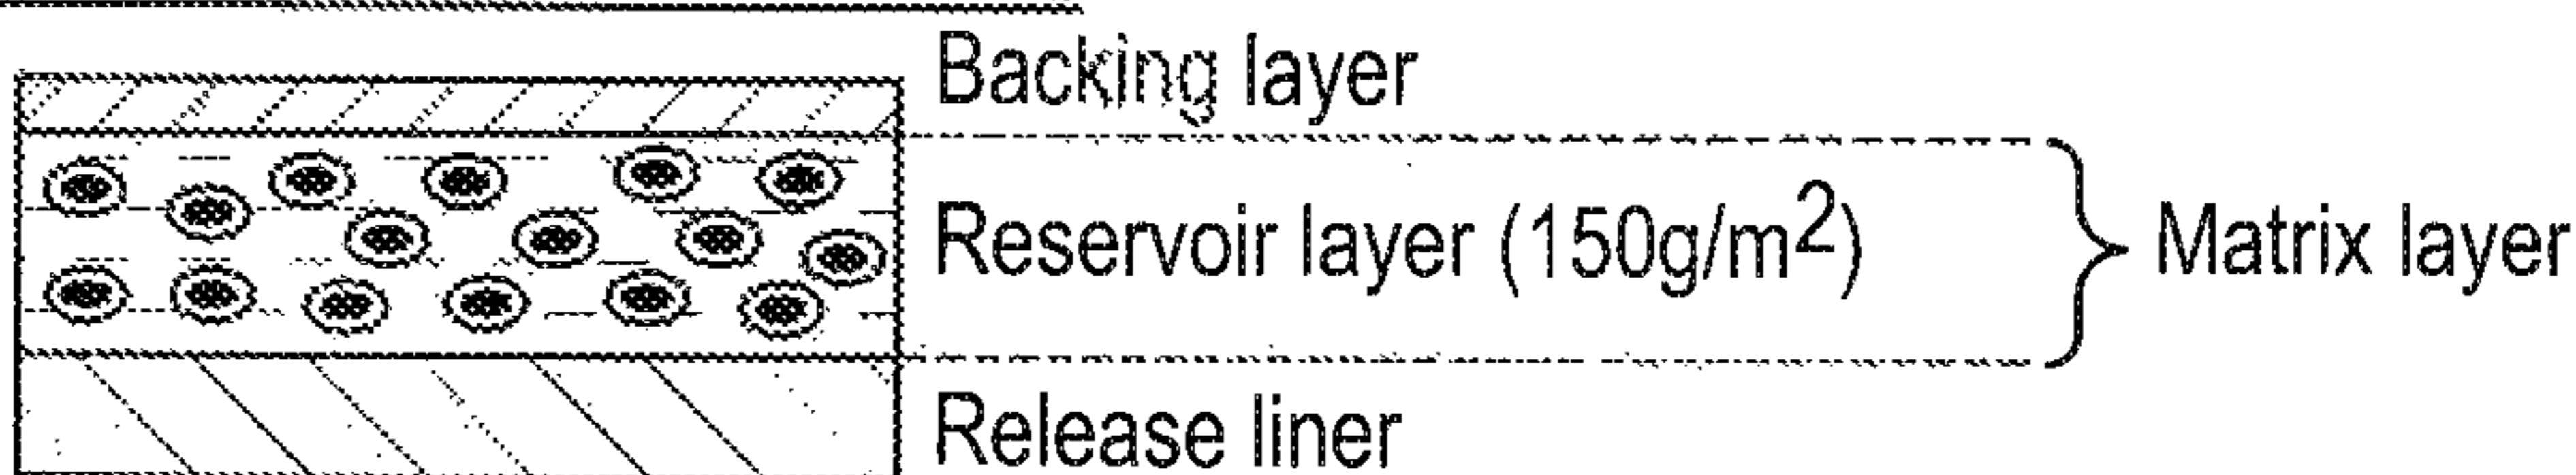 Backing layer
Reservoir layer (150g/m²)
Matrix layer
Release liner